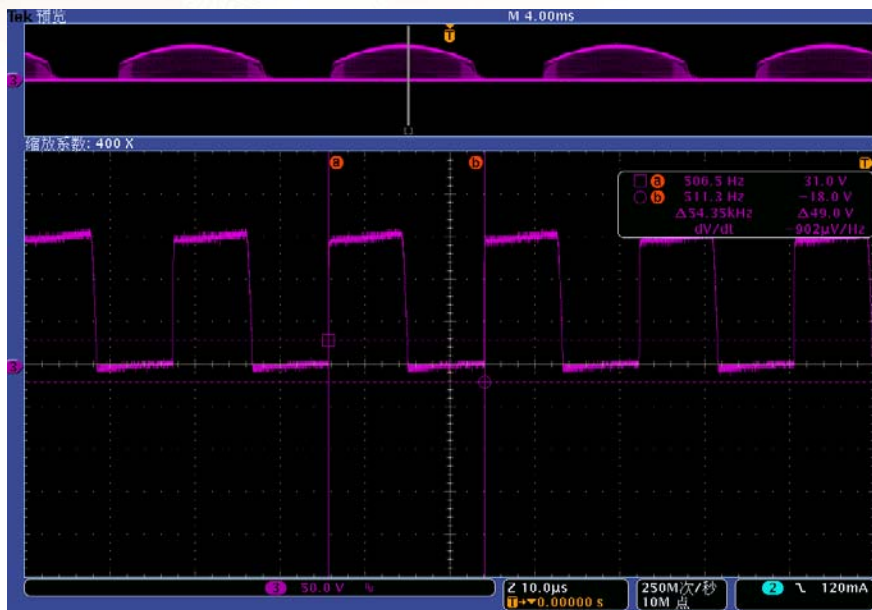 Tek 预览
M 4.00ms
T
3
缩放系数: 400 X
a
b
T
a 506.5 Hz 31.0 V
b 511.3 Hz −18.0 V
Δ54.35kHz Δ49.0 V
dV/dt −902µV/Hz
3
3 50.0 V
Z 10.0µs
T→▼0.00000 s
250M次/秒
10M 点
2 120mA